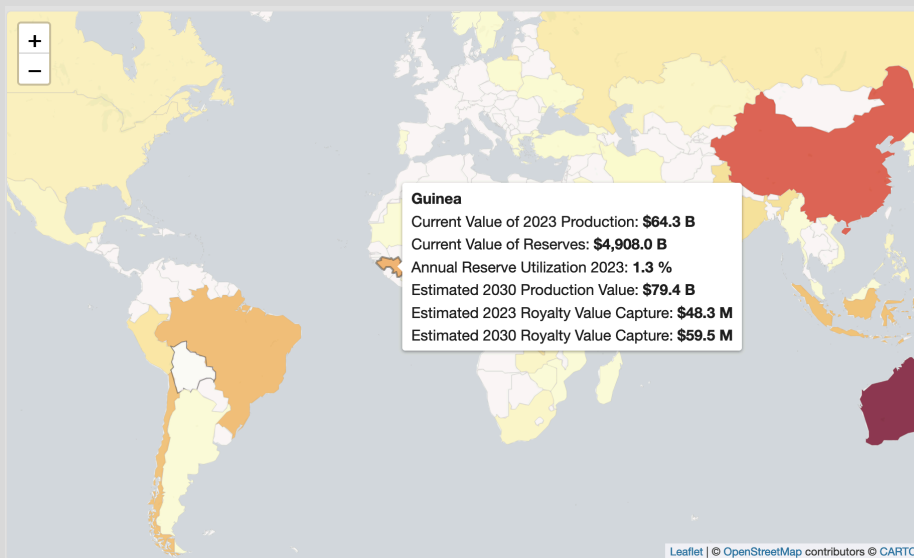 +
−
Guinea
Current Value of 2023 Production: $64.3 B
Current Value of Reserves: $4,908.0 B
Annual Reserve Utilization 2023: 1.3 %
Estimated 2030 Production Value: $79.4 B
Estimated 2023 Royalty Value Capture: $48.3 M
Estimated 2030 Royalty Value Capture: $59.5 M
Leaflet | © OpenStreetMap contributors © CARTO